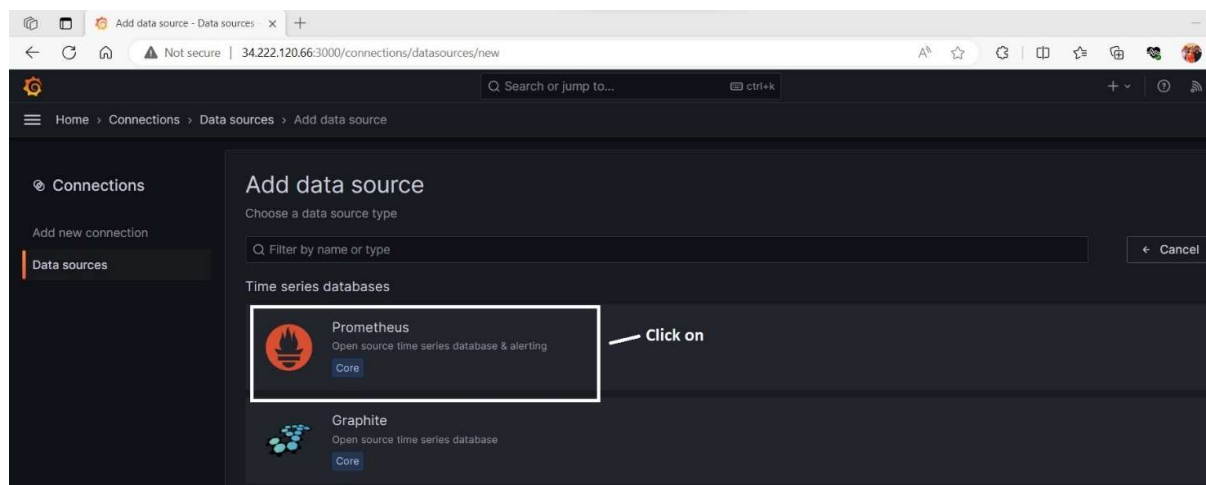 Add data source - Data sources
Not secure | 34.222.120.66:3000/connections/datasources/new
Search or jump to... ctrl+k
Home › Connections › Data sources › Add data source
Connections
Add new connection
Data sources
Add data source
Choose a data source type
Filter by name or type
Cancel
Time series databases
Prometheus
Open source time series database & alerting
Core
Click on
Graphite
Open source time series database
Core